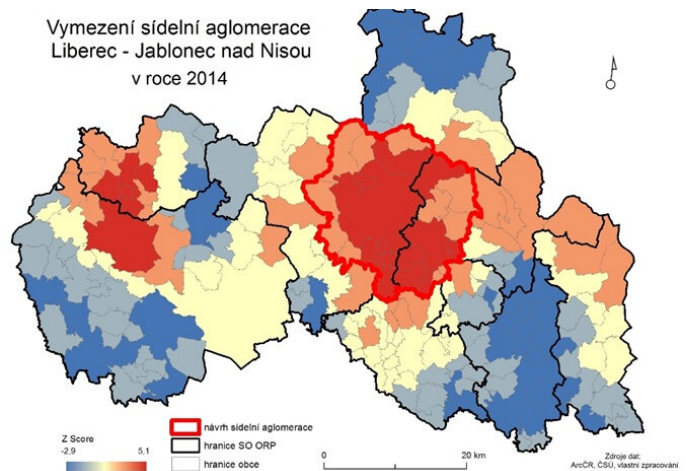 Vymezení sídelní aglomerace
Liberec - Jablonec nad Nisou
v roce 2014
Z Score
-2,9 5,1
návrh sídelní aglomerace
hranice SO ORP
hranice obce
0 20 km
Zdroje dat:
ArcČR, ČSÚ, vlastní zpracování